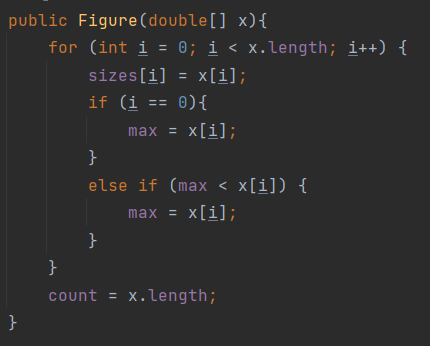 public Figure(double[] x){
for (int i = 0; i < x.length; i++) {
sizes[i] = x[i];
if (i == 0){
max = x[i];
}
else if (max < x[i]) {
max = x[i];
}
}
count = x.length;
}